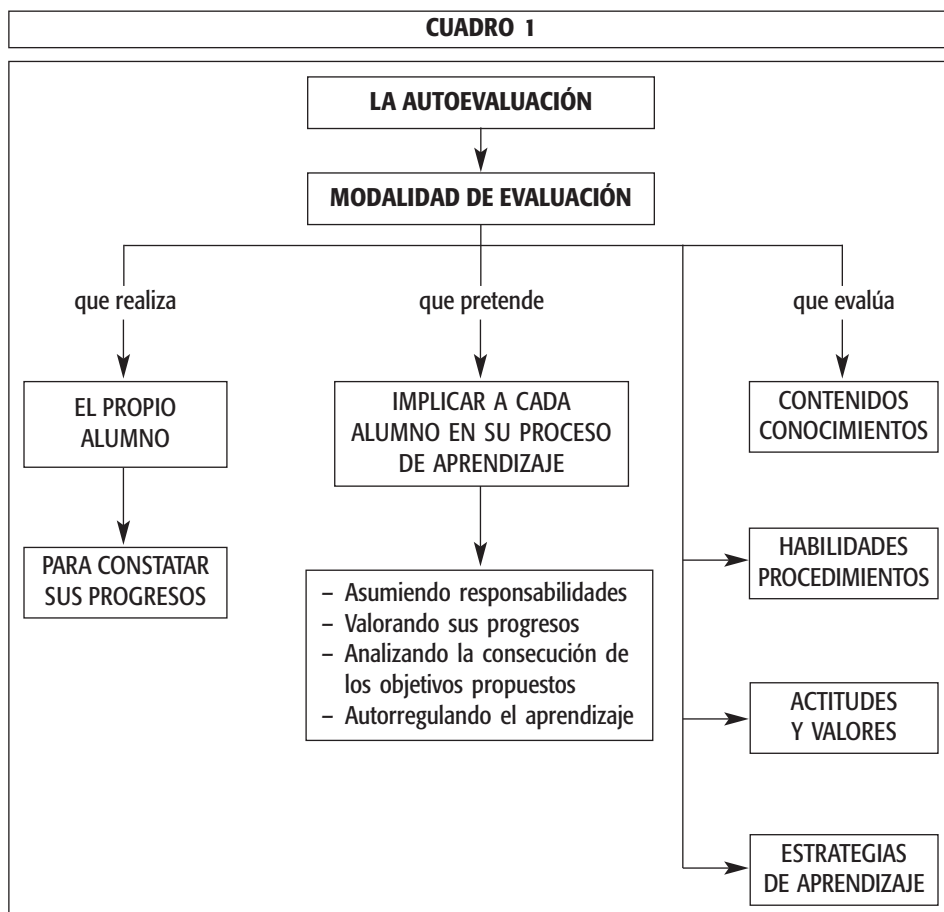 CUADRO 1
LA AUTOEVALUACIÓN
MODALIDAD DE EVALUACIÓN
que realiza
EL PROPIO
ALUMNO
PARA CONSTATAR
SUS PROGRESOS
que pretende
IMPLICAR A CADA
ALUMNO EN SU PROCESO
DE APRENDIZAJE
– Asumiendo responsabilidades
– Valorando sus progresos
– Analizando la consecución de
los objetivos propuestos
– Autorregulando el aprendizaje
que evalúa
CONTENIDOS
CONOCIMIENTOS
HABILIDADES
PROCEDIMIENTOS
ACTITUDES
Y VALORES
ESTRATEGIAS
DE APRENDIZAJE